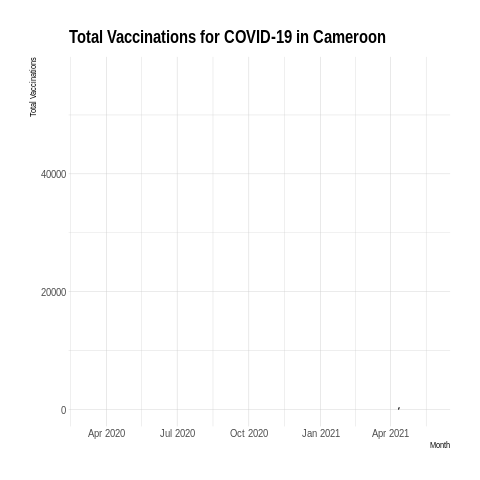 Total Vaccinations for COVID-19 in Cameroon
Total Vaccinations
40000
20000
0
Apr 2020 Jul 2020 Oct 2020 Jan 2021 Apr 2021
Month